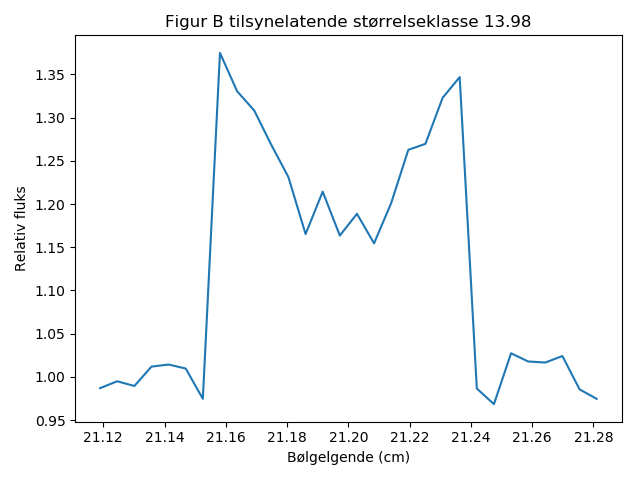 Figur B tilsynelatende størrelseklasse 13.98
1.35
1.30
1.25
1.20
1.15
1.10
1.05
1.00
0.95
Relativ fluks
21.12 21.14 21.16 21.18 21.20 21.22 21.24 21.26 21.28
Bølgelgende (cm)